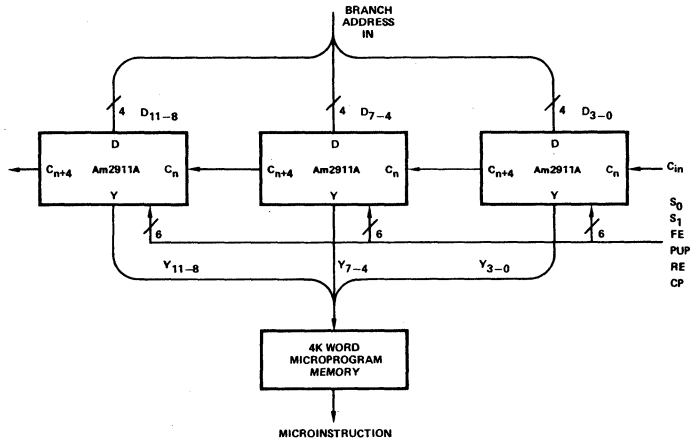 BRANCH
ADDRESS
IN
4 D11–8 4 D7–4 4 D3–0
D D D
Cn+4 Am2911A Cn Cn+4 Am2911A Cn Cn+4 Am2911A Cn Cin
Y Y Y
S0
S1
6 6 6 FE
PUP
Y11–8 Y7–4 Y3–0 RE
CP
4K WORD
MICROPROGRAM
MEMORY
MICROINSTRUCTION